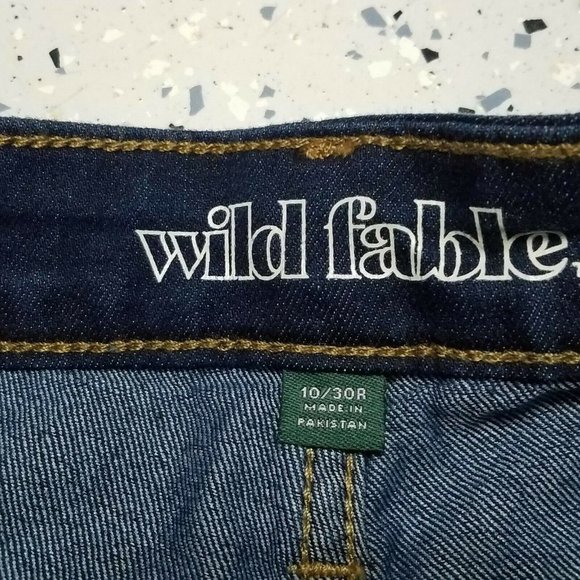 wild fable.
10/30R
MADE IN
PAKISTAN